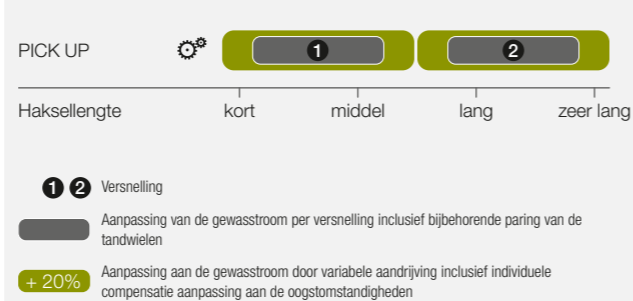 PICK UP
1
2
Haksellengte
kort
middel
lang
zeer lang
1 2 Versnelling
Aanpassing van de gewasstroom per versnelling inclusief bijbehorende paring van de
tandwielen
+ 20%
Aanpassing aan de gewasstroom door variabele aandrijving inclusief individuele
compensatie aanpassing aan de oogstomstandigheden